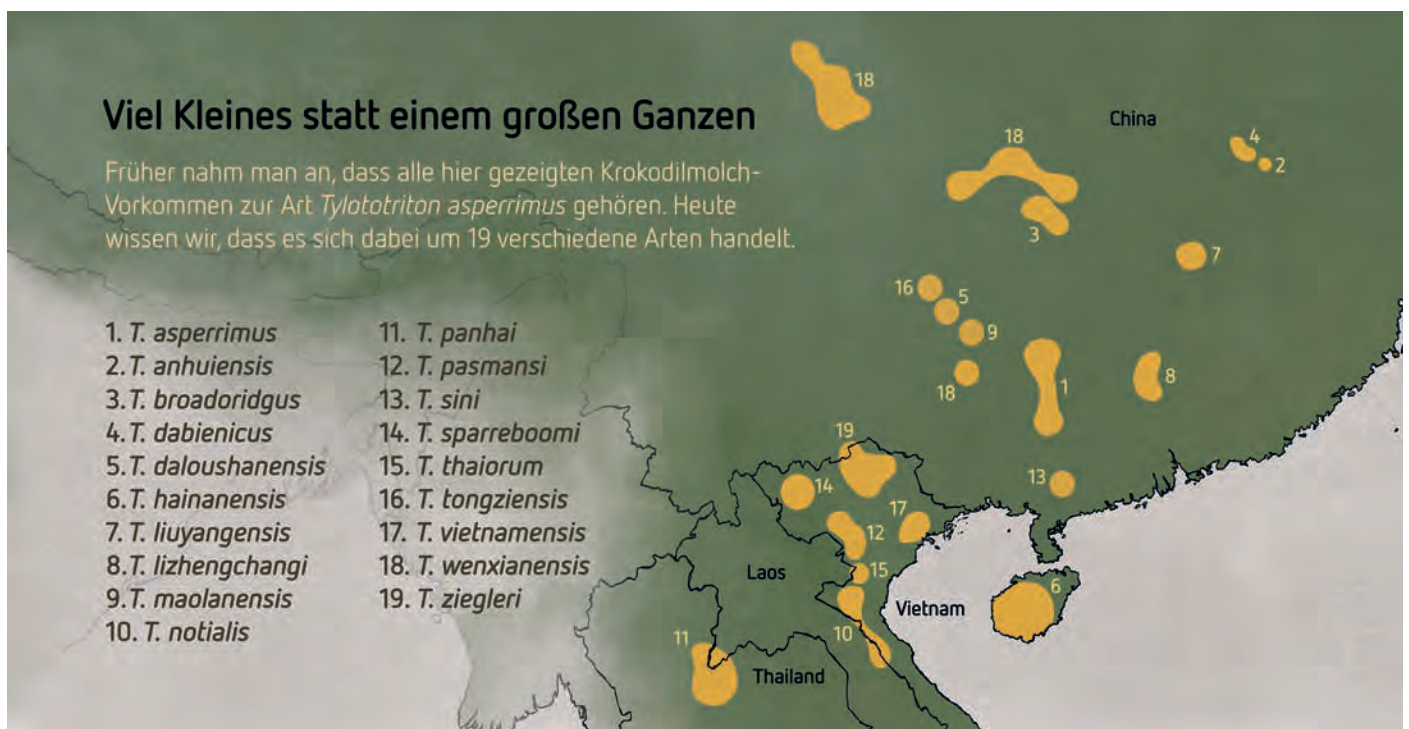 Viel Kleines statt einem großen Ganzen
Früher nahm man an, dass alle hier gezeigten Krokodilmolch-
Vorkommen zur Art Tylototriton asperrimus gehören. Heute
wissen wir, dass es sich dabei um 19 verschiedene Arten handelt.
1. T. asperrimus
2. T. anhuiensis
3. T. broadoridgus
4. T. dabienicus
5. T. daloushanensis
6. T. hainanensis
7. T. liuyangensis
8. T. lizhengchangi
9. T. maolanensis
10. T. notialis
11. T. panhai
12. T. pasmansi
13. T. sini
14. T. sparreboomi
15. T. thaiorum
16. T. tongziensis
17. T. vietnamensis
18. T. wenxianensis
19. T. ziegleri
18
China
18
4
2
3
7
16
5
9
18
1
8
19
14
13
17
12
15
Laos
Vietnam
6
10
11
Thailand